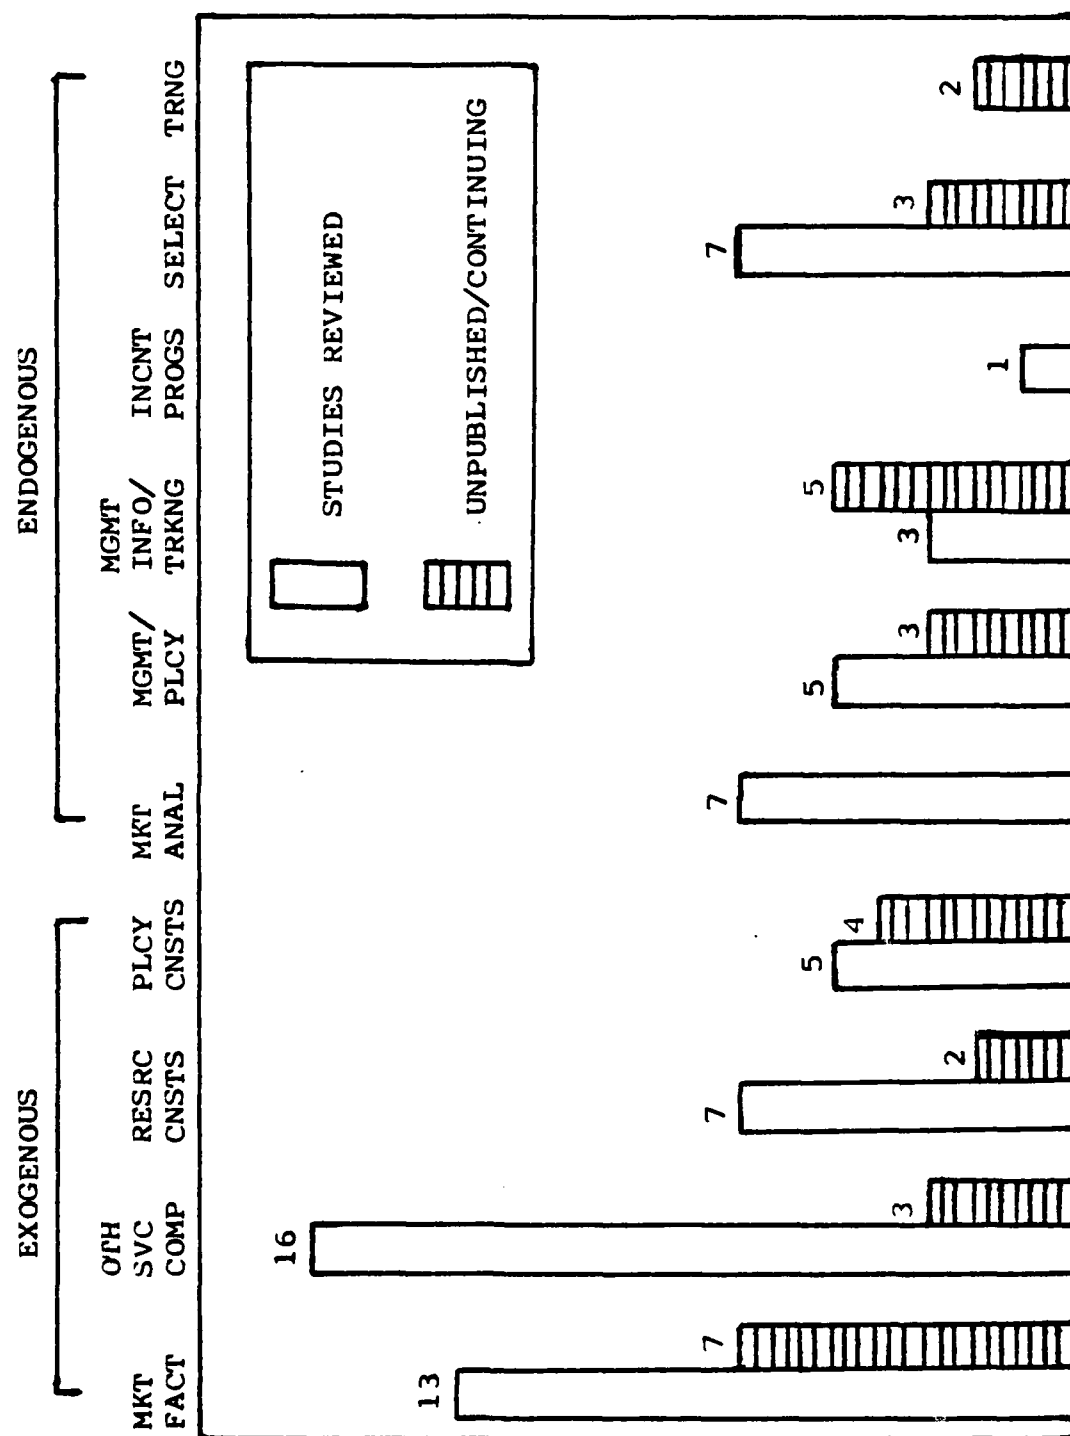 EXOGENOUS
ENDOGENOUS
MKT
FACT
OTH
SVC
COMP
RESRC
CNSTS
PLCY
CNSTS
MKT
ANAL
MGMT/
PLCY
MGMT
INFO/
TRKNG
INCNT
PROGS
SELECT
TRNG
STUDIES REVIEWED
UNPUBLISHED/CONTINUING
13
7
16
3
7
2
5
4
7
5
3
3
5
1
7
3
2